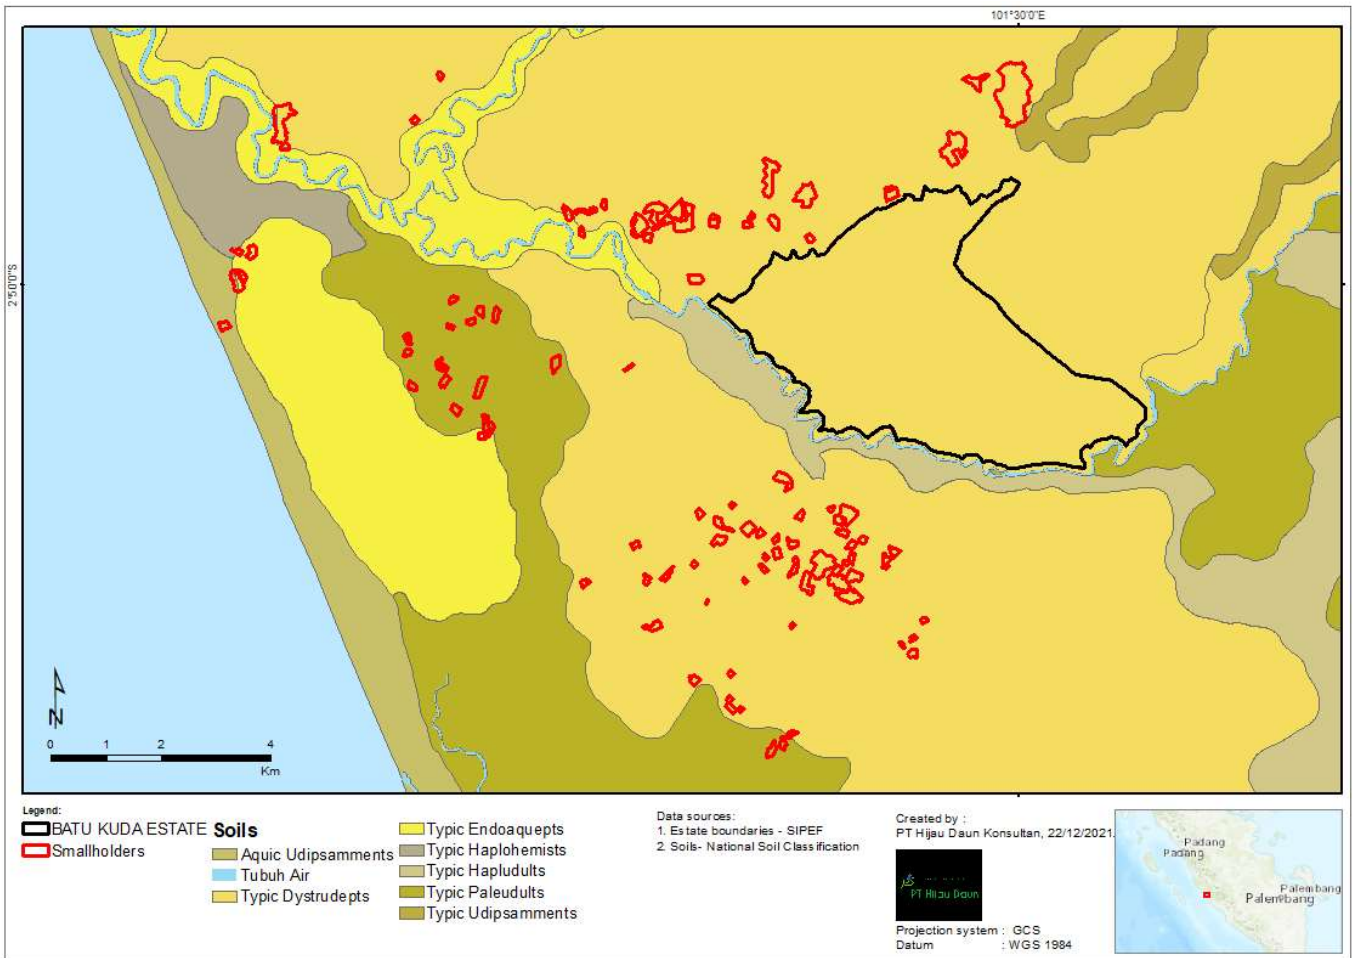 101°30'0"E
2°50'0"S
N
0 1 2 4
Km
Legend:
BATU KUDA ESTATE
Smallholders
Soils
Aquic Udipsamments
Tubuh Air
Typic Dystrudepts
Typic Endoaquepts
Typic Haplohemists
Typic Hapludults
Typic Paleudults
Typic Udipsamments
Data sources:
1. Estate boundaries - SIPEF
2. Soils- National Soil Classification
Created by :
PT Hijau Daun Konsultan, 22/12/2021.
PT Hijau Daun
Projection system : GCS
Datum : WGS 1984
Padang
Padang
Palembang
Palembang